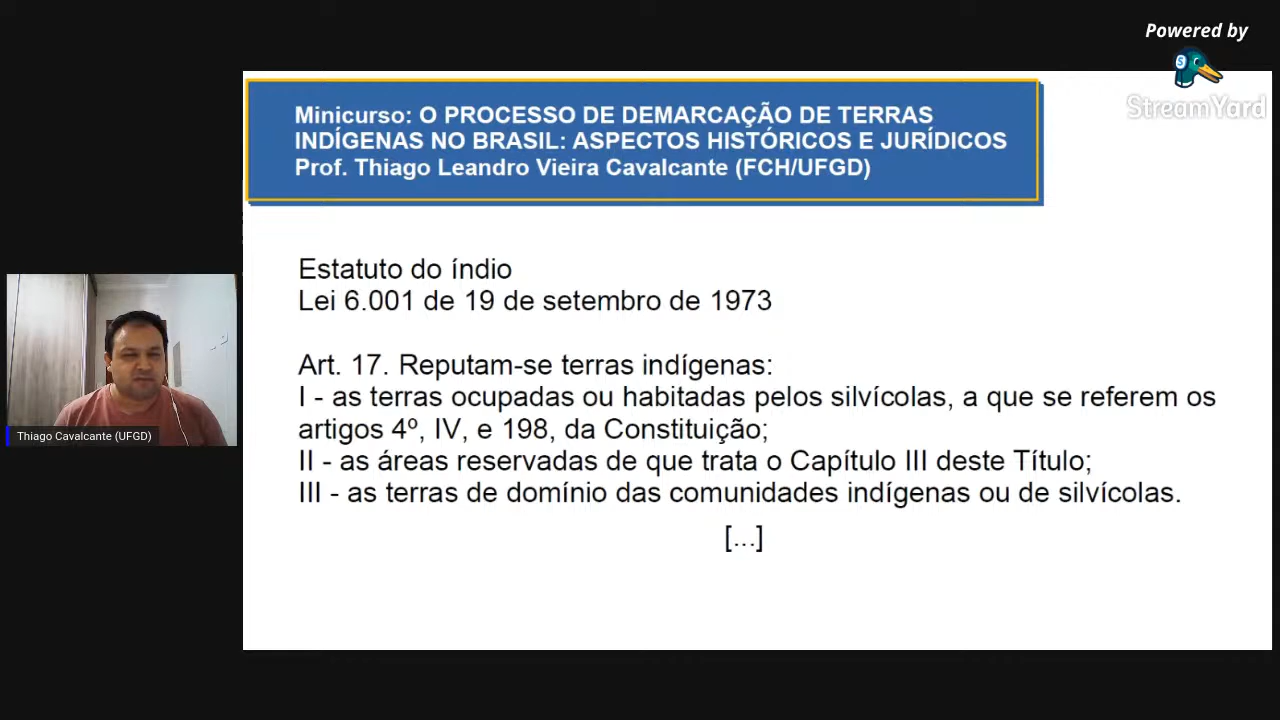 Powered by
StreamYard
Minicurso: O PROCESSO DE DEMARCAÇÃO DE TERRAS
INDÍGENAS NO BRASIL: ASPECTOS HISTÓRICOS E JURÍDICOS
Prof. Thiago Leandro Vieira Cavalcante (FCH/UFGD)
Estatuto do índio
Lei 6.001 de 19 de setembro de 1973
Art. 17. Reputam-se terras indígenas:
I - as terras ocupadas ou habitadas pelos silvícolas, a que se referem os
artigos 4º, IV, e 198, da Constituição;
II - as áreas reservadas de que trata o Capítulo III deste Título;
III - as terras de domínio das comunidades indígenas ou de silvícolas.
[...]
Thiago Cavalcante (UFGD)